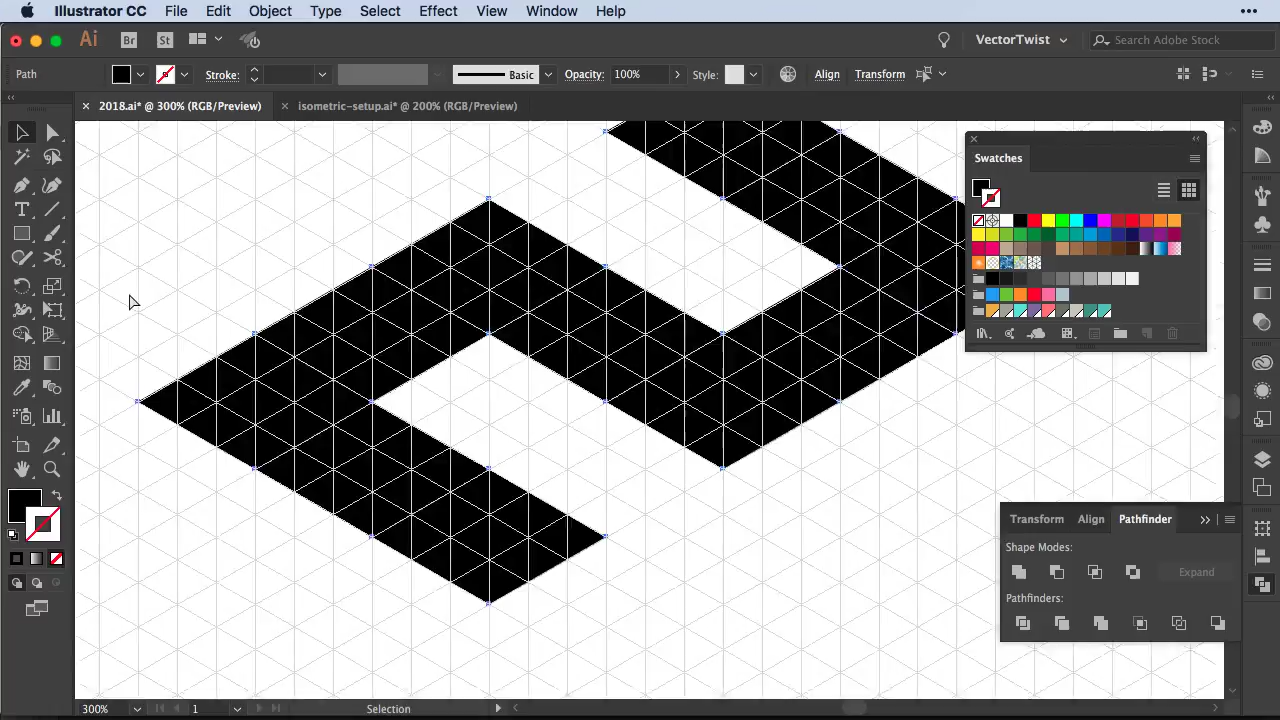 Illustrator CC File Edit Object Type Select Effect View Window Help
Ai Br St VectorTwist Search Adobe Stock
Path Stroke: Basic Opacity: 100% Style: Align Transform
2018.ai* @ 300% (RGB/Preview) isometric-setup.ai* @ 200% (RGB/Preview)
Swatches
Transform Align Pathfinder
Shape Modes:
Expand
Pathfinders:
300% 1 Selection